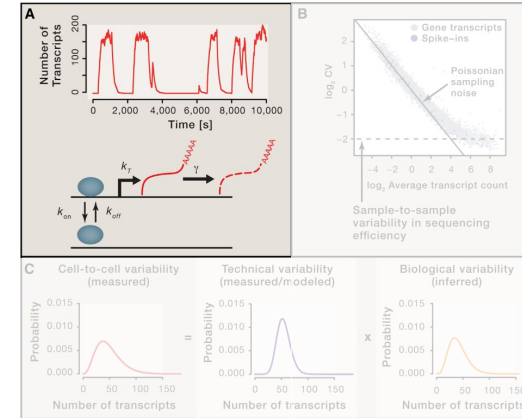 A
Number of
Transcripts
200
100
0
0
2,000
4,000
6,000
8,000
10,000
Time [s]
k_T
γ
AAAAA
AAAAA
k_on
k_off
B
Gene transcripts
Spike–ins
log₂ CV
2
1
0
-1
-2
Poissonian
sampling
noise
-4
-2
0
2
4
6
8
log₂ Average transcript count
Sample-to-sample
variability in sequencing
efficiency
C
Cell-to-cell variability
(measured)
Technical variability
(measured/modeled)
Biological variability
(inferred)
Probability
0.015
0.010
0.005
0.000
0
50
100
150
Number of transcripts
=
Probability
0.015
0.010
0.005
0.000
0
50
100
150
Number of transcripts
x
Probability
0.015
0.010
0.005
0.000
0
50
100
150
Number of transcripts